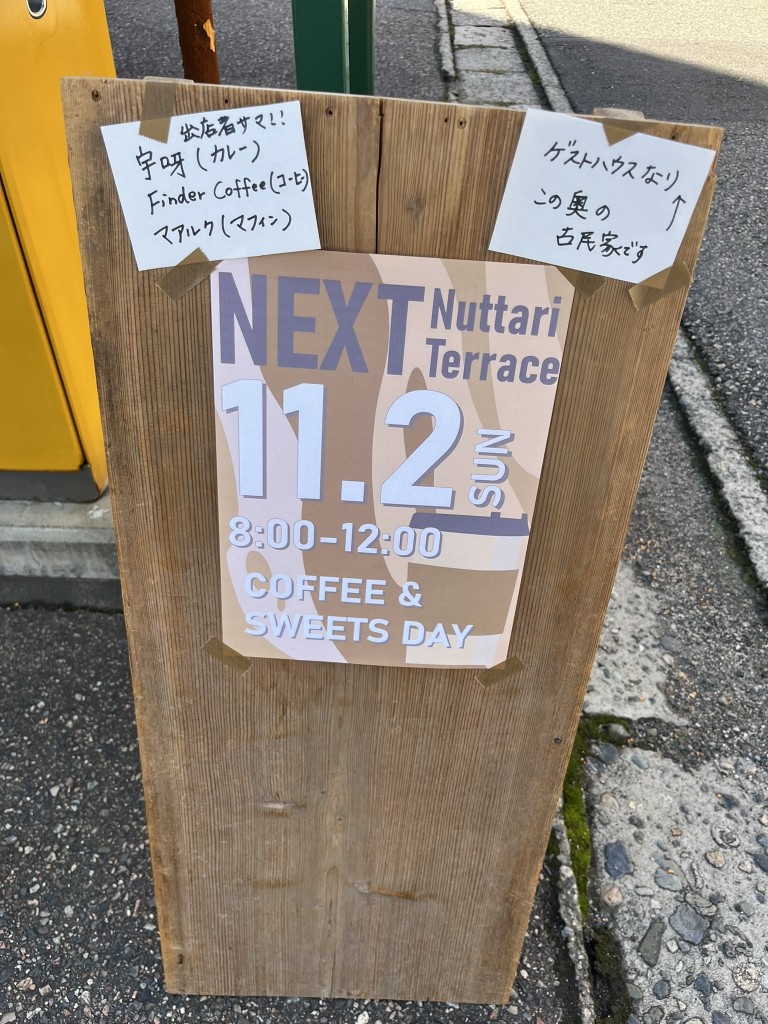 出店者サマ!!
宇呀(カレー)
Finder Coffee(コーヒー)
マアルク(マフィン)
ゲストハウスなり
この奥の
古民家です
↑
NEXT Nuttari Terrace
11.2 SUN
8:00-12:00
COFFEE &
SWEETS DAY